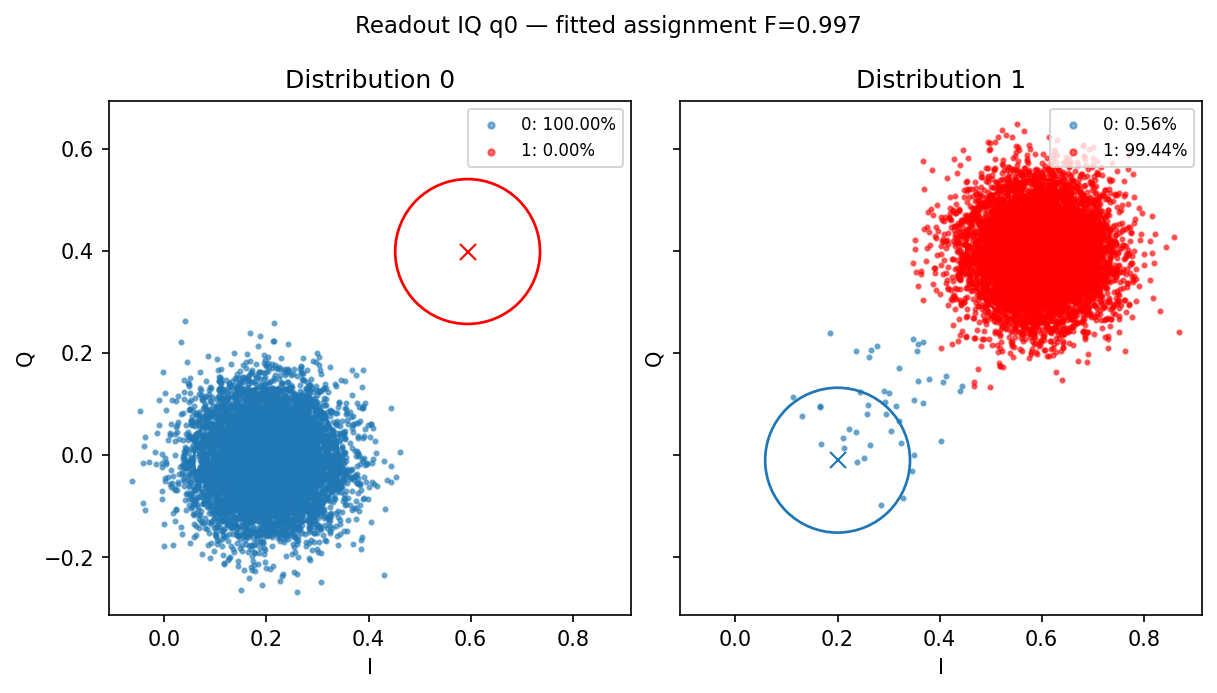 Readout IQ q0 — fitted assignment F=0.997
Distribution 0
0: 100.00%
1: 0.00%
Q
0.6
0.4
0.2
0.0
−0.2
0.0 0.2 0.4 0.6 0.8
I
Distribution 1
0: 0.56%
1: 99.44%
Q
0.0 0.2 0.4 0.6 0.8
I